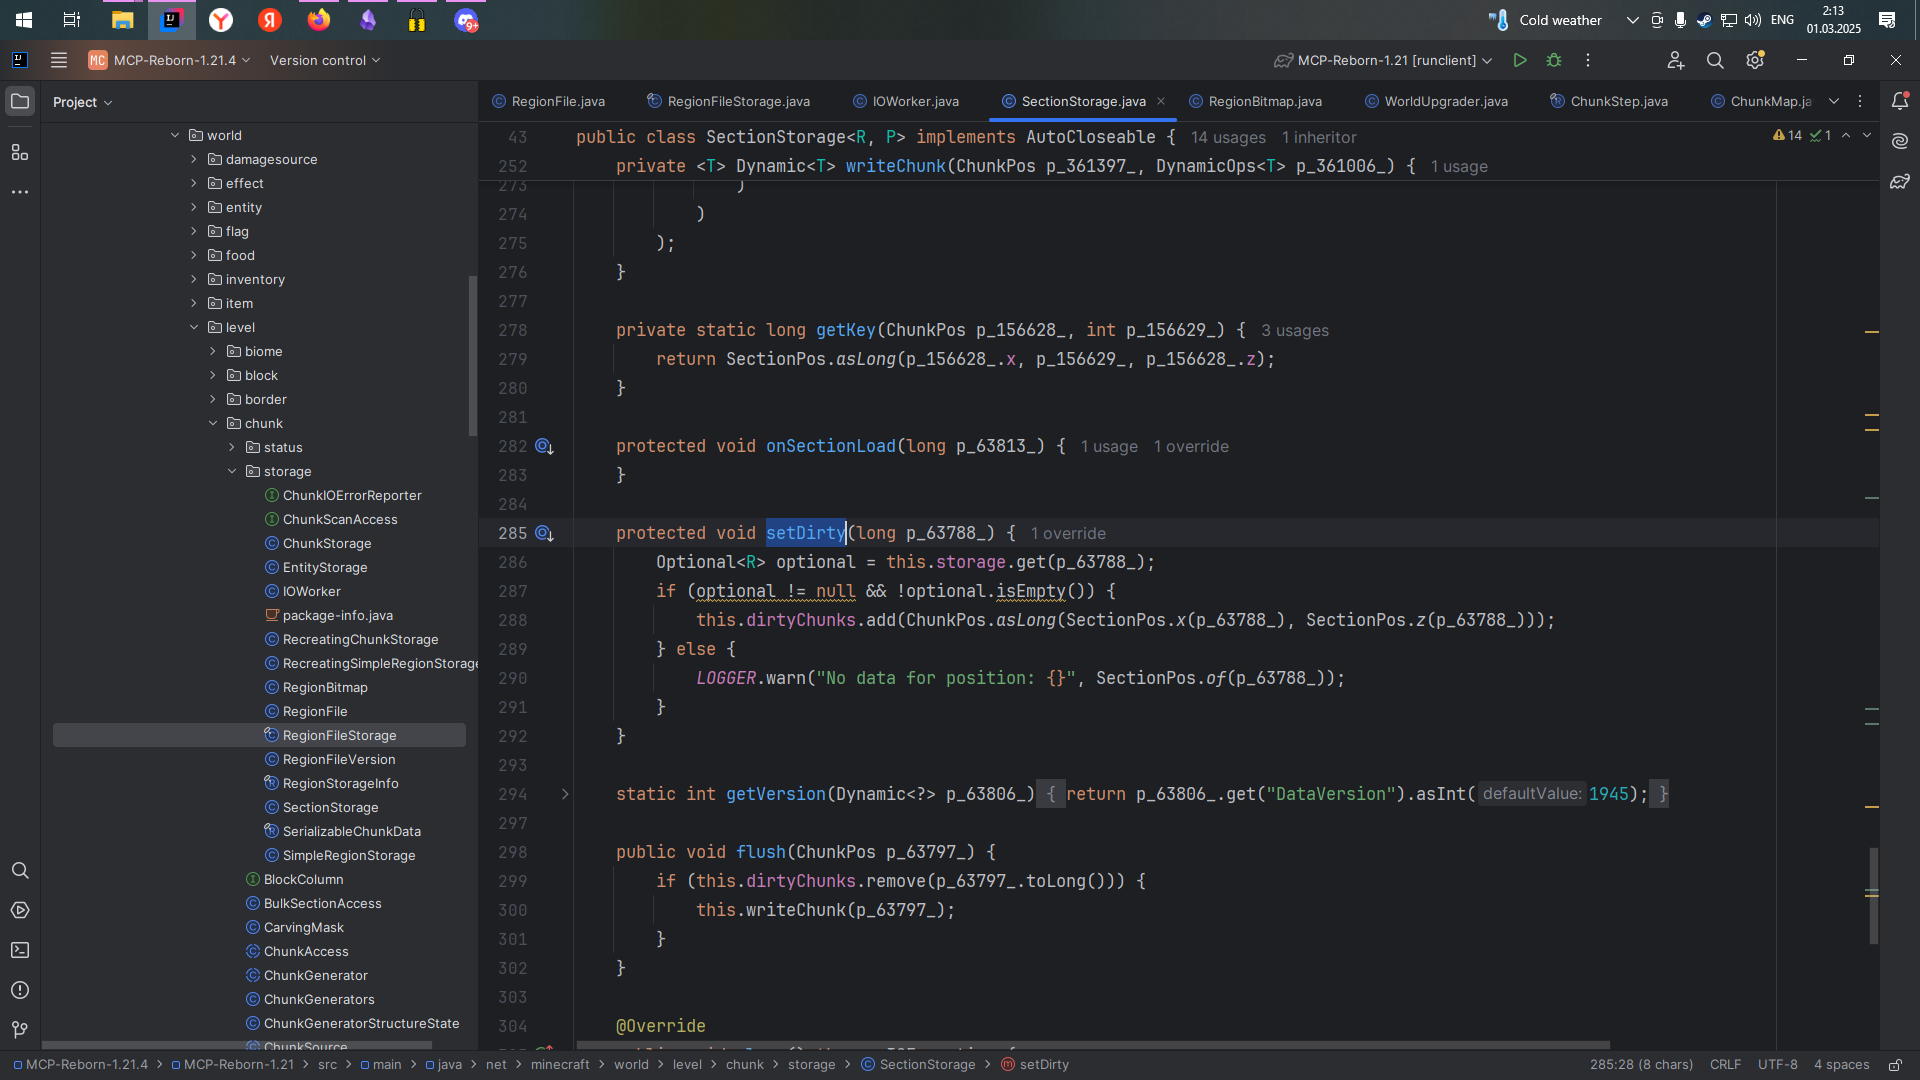 Cold weather
ENG
2:13
01.03.2025
9+
MC MCP-Reborn-1.21.4
Version control
MCP-Reborn-1.21 [runclient]
Project
RegionFile.java
RegionFileStorage.java
IOWorker.java
SectionStorage.java
RegionBitmap.java
WorldUpgrader.java
ChunkStep.java
ChunkMap.ja
world
damagesource
effect
entity
flag
food
inventory
item
level
biome
block
border
chunk
status
storage
ChunkIOErrorReporter
ChunkScanAccess
ChunkStorage
EntityStorage
IOWorker
package-info.java
RecreatingChunkStorage
RecreatingSimpleRegionStorage
RegionBitmap
RegionFile
RegionFileStorage
RegionFileVersion
RegionStorageInfo
SectionStorage
SerializableChunkData
SimpleRegionStorage
BlockColumn
BulkSectionAccess
CarvingMask
ChunkAccess
ChunkGenerator
ChunkGenerators
ChunkGeneratorStructureState
ChunkSource
43 public class SectionStorage<R, P> implements AutoCloseable { 14 usages 1 inheritor
14 1
252 private <T> Dynamic<T> writeChunk(ChunkPos p_361397_, DynamicOps<T> p_361006_) { 1 usage
273 )
274 )
275 );
276 }
277
278 private static long getKey(ChunkPos p_156628_, int p_156629_) { 3 usages
279 return SectionPos.asLong(p_156628_.x, p_156629_, p_156628_.z);
280 }
281
282 protected void onSectionLoad(long p_63813_) { 1 usage 1 override
283 }
284
285 protected void setDirty(long p_63788_) { 1 override
286 Optional<R> optional = this.storage.get(p_63788_);
287 if (optional != null && !optional.isEmpty()) {
288 this.dirtyChunks.add(ChunkPos.asLong(SectionPos.x(p_63788_), SectionPos.z(p_63788_)));
289 } else {
290 LOGGER.warn("No data for position: {}", SectionPos.of(p_63788_));
291 }
292 }
293
294 static int getVersion(Dynamic<?> p_63806_) { return p_63806_.get("DataVersion").asInt( defaultValue: 1945); }
297
298 public void flush(ChunkPos p_63797_) {
299 if (this.dirtyChunks.remove(p_63797_.toLong())) {
300 this.writeChunk(p_63797_);
301 }
302 }
303
304 @Override
MCP-Reborn-1.21.4 MCP-Reborn-1.21 src main java net minecraft world level chunk storage SectionStorage setDirty
285:28 (8 chars) CRLF UTF-8 4 spaces